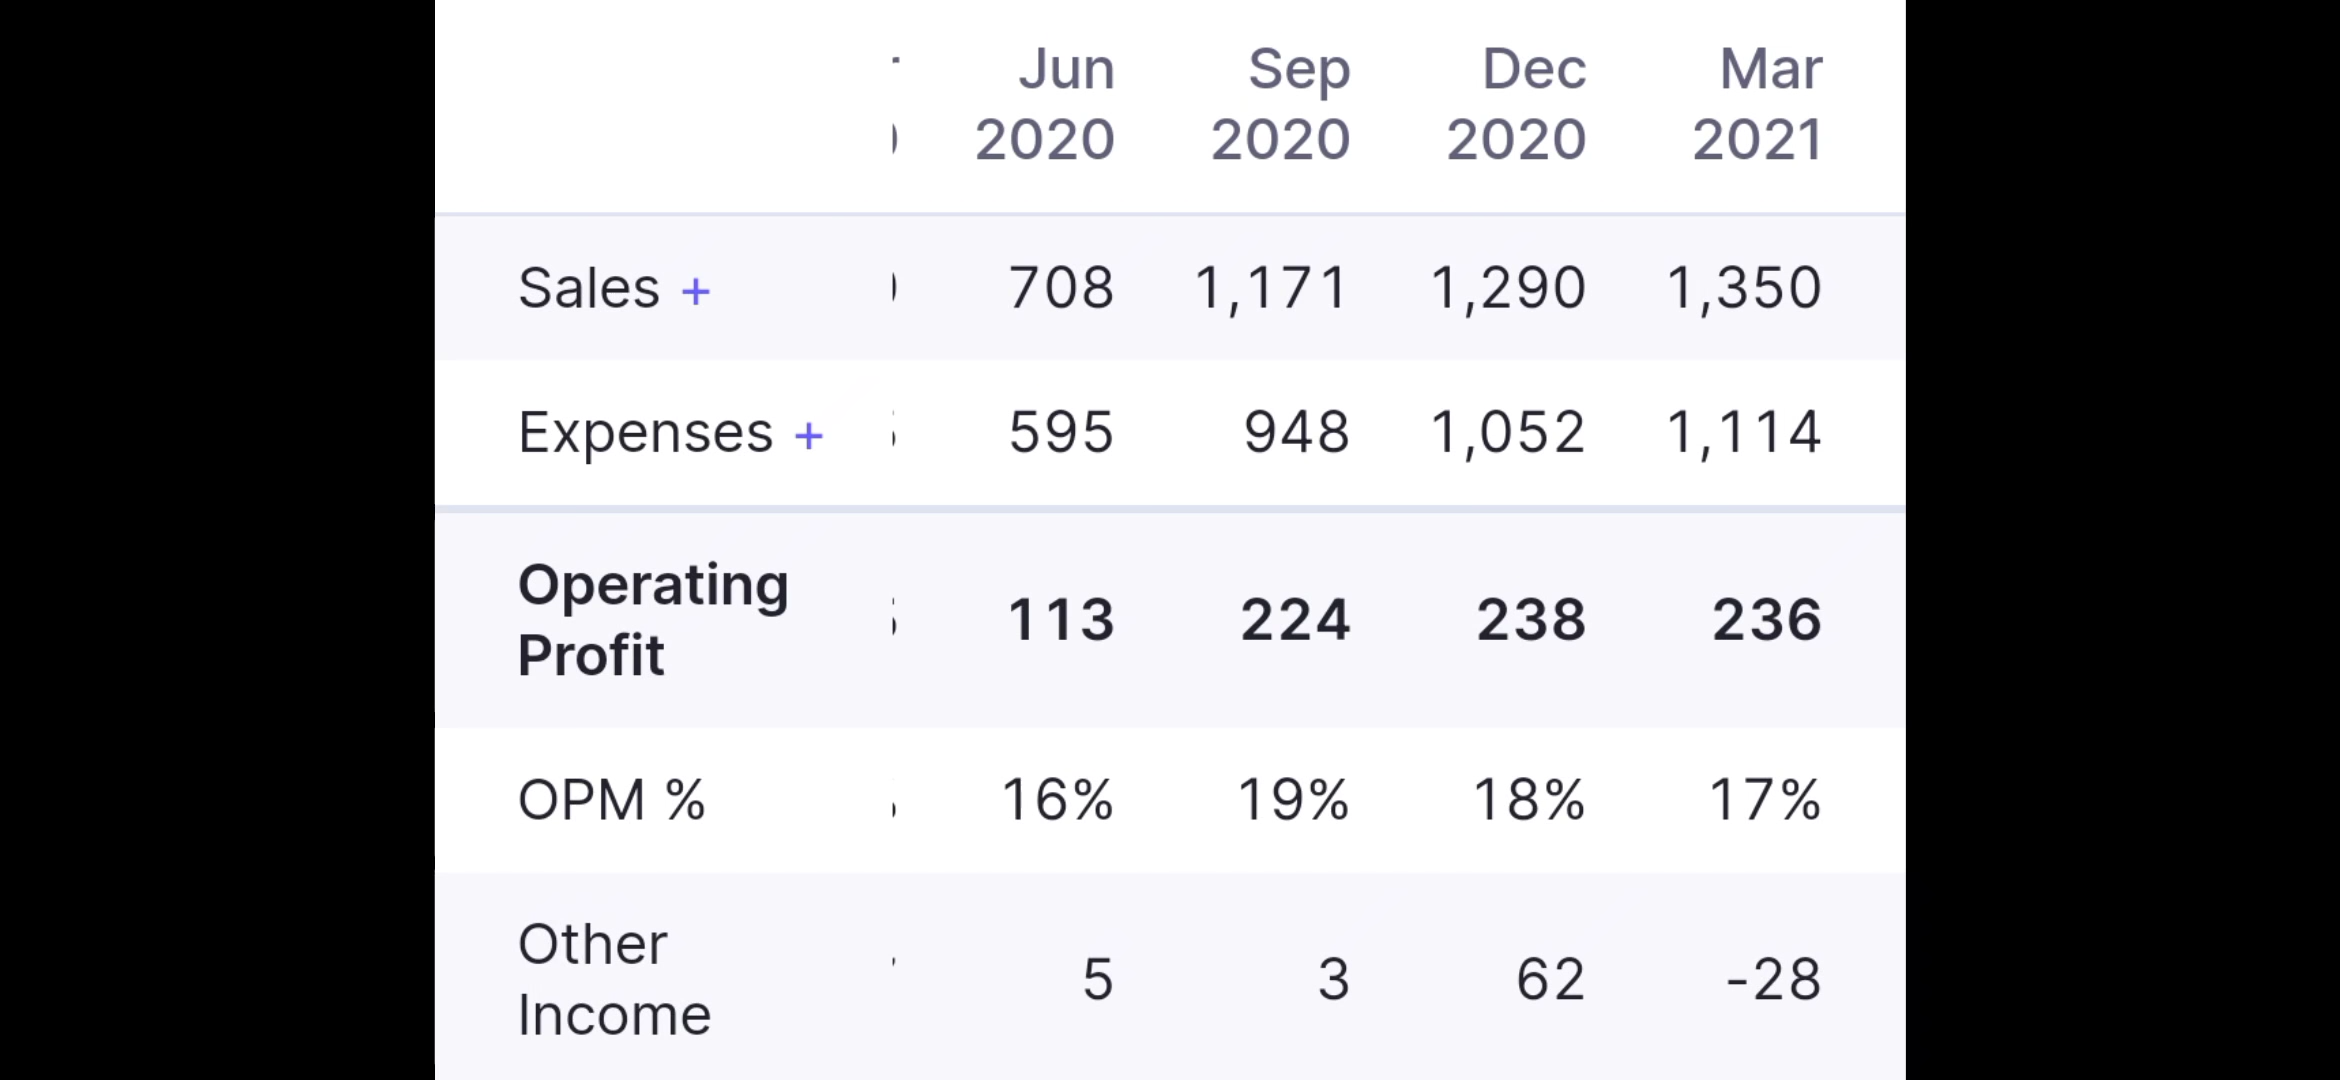 Jun Sep Dec Mar
2020 2020 2020 2021
Sales + 708 1,171 1,290 1,350
Expenses + 595 948 1,052 1,114
Operating
Profit 113 224 238 236
OPM % 16% 19% 18% 17%
Other
Income 5 3 62 -28